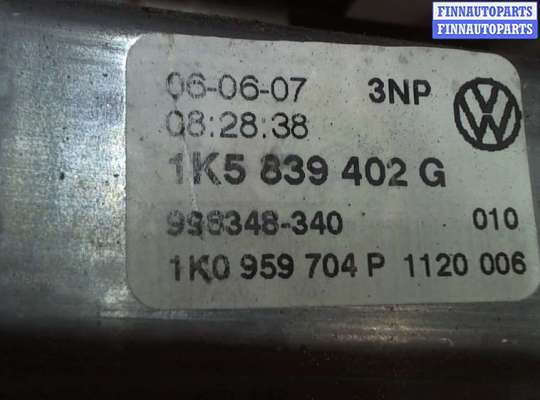 FINNAUTOPARTS
FINNAUTOPARTS
06-06-07 3NP
08:28:38
1K5 839 402 G
998348-340 010
1K0 959 704 P 1120 006